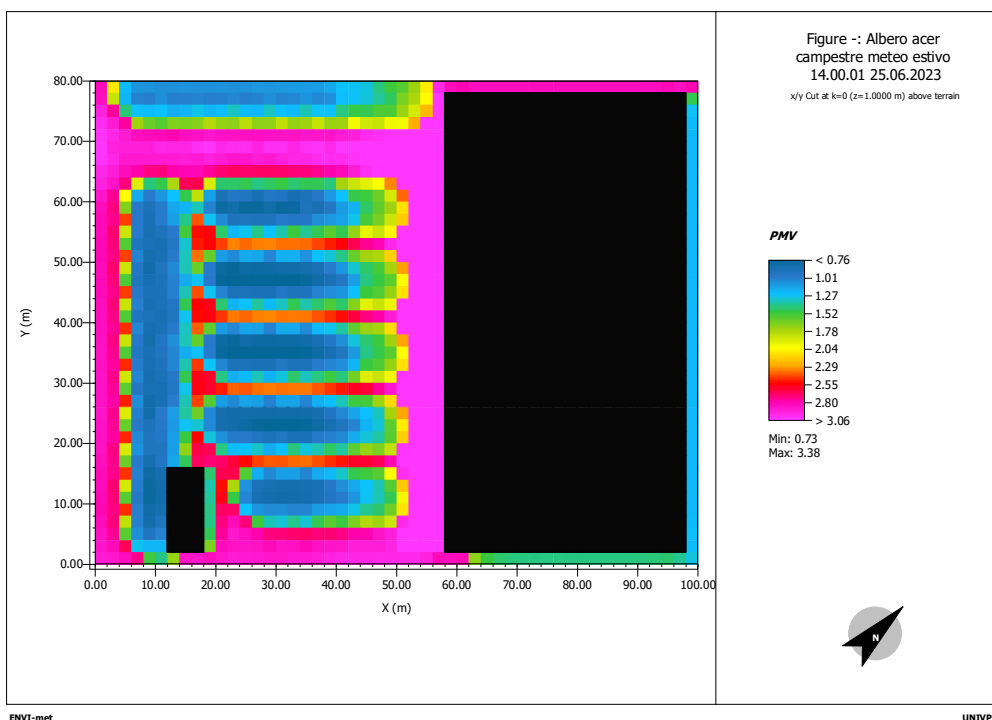 Figure -: Albero acer
campestre meteo estivo
14.00.01 25.06.2023
x/y Cut at k=0 (z=1.0000 m) above terrain
80.00
70.00
60.00
50.00
40.00
30.00
20.00
10.00
0.00
Y (m)
0.00 10.00 20.00 30.00 40.00 50.00 60.00 70.00 80.00 90.00 100.00
X (m)
PMV
< 0.76
1.01
1.27
1.52
1.78
2.04
2.29
2.55
2.80
> 3.06
Min: 0.73
Max: 3.38
N
ENVI-met
UNIVP